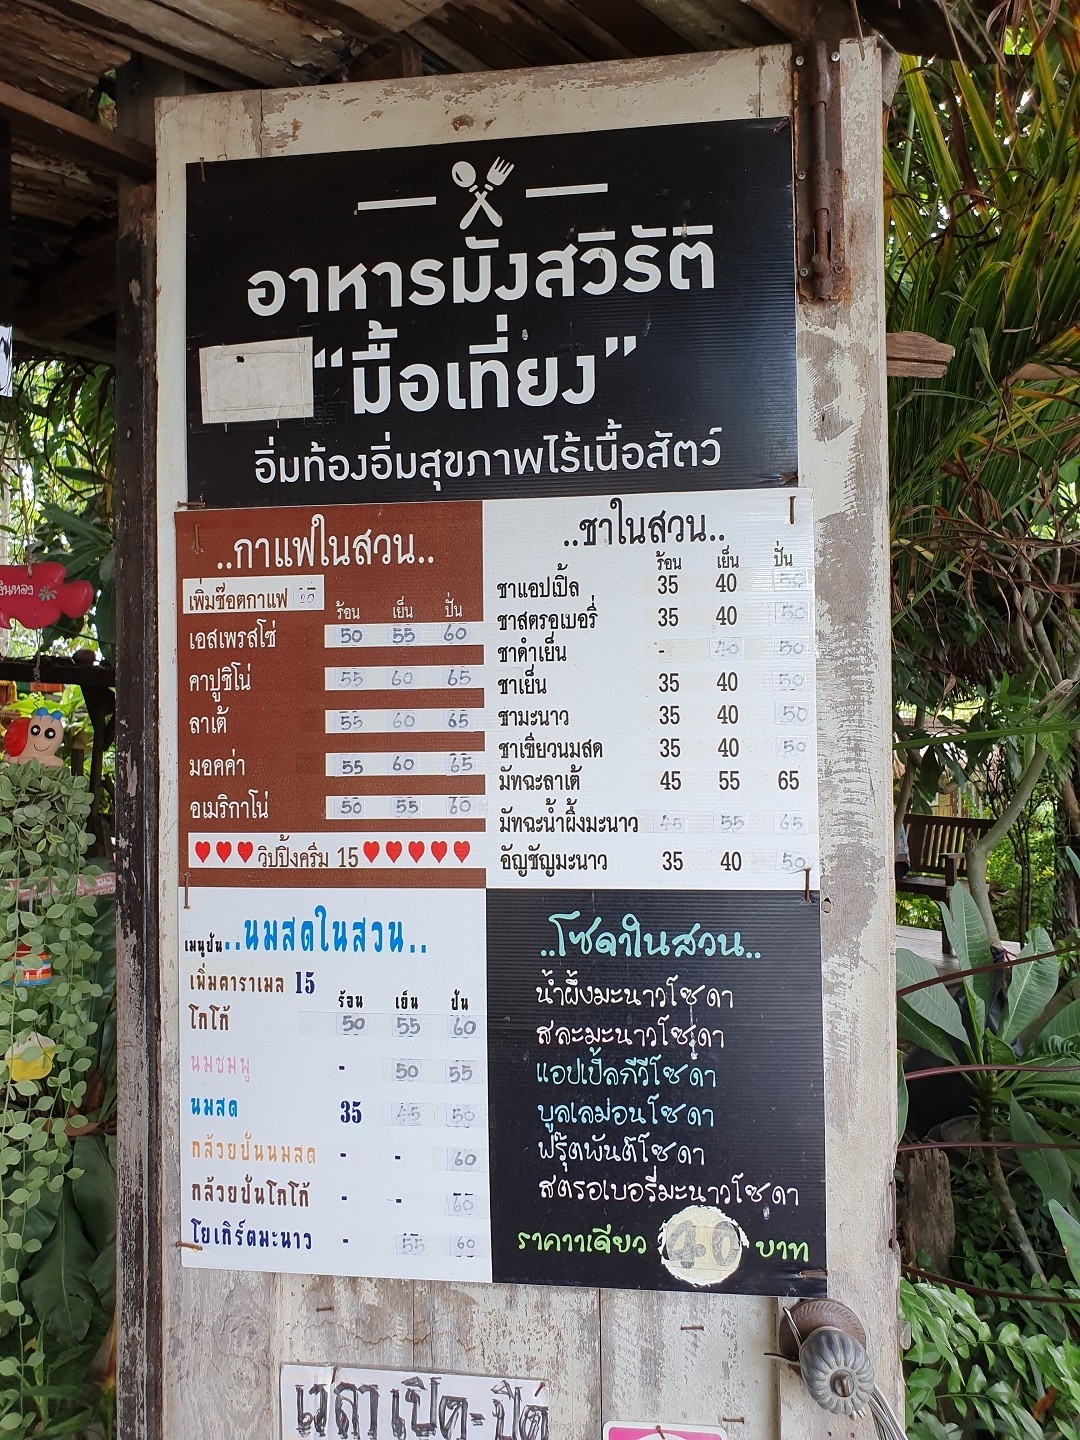 อาหารมังสวิรัติ
“มื้อเที่ยง”
อิ่มท้องอิ่มสุขภาพไร้เนื้อสัตว์
..กาแฟในสวน..
เพิ่มช๊อตกาแฟ
ร้อน เย็น ปั่น
เอสเพรสโซ่ 50 55 60
คาปูชิโน่ 55 60 65
ลาเต้ 55 60 65
มอคค่า 55 60 65
อเมริกาโน่ 50 55 60
♥♥♥วิปปิ้งครีม 15♥♥♥♥♥
..ชาในสวน..
ร้อน เย็น ปั่น
ชาแอปเปิ้ล 35 40 50
ชาสตรอเบอรี่ 35 40 50
ชาดำเย็น - 40 50
ชาเย็น 35 40 50
ชามะนาว 35 40 50
ชาเขียวนมสด 35 40 50
มัทฉะลาเต้ 45 55 65
มัทฉะน้ำผึ้งมะนาว 45 55 65
อัญชัญมะนาว 35 40 50
เมนูปั่น..นมสดในสวน..
เพิ่มคาราเมล 15
ร้อน เย็น ปั่น
โกโก้ 50 55 60
นมชมพู - 50 55
นมสด 35 45 50
กล้วยปั่นนมสด - - 60
กล้วยปั่นโกโก้ - - 60
โยเกิร์ตมะนาว - 55 60
..โซดาในสวน..
น้ำผึ้งมะนาวโซดา
สละมะนาวโซดา
แอปเปิ้ลกีวีโซดา
บูลเลม่อนโซดา
ฟรุ๊ตพันต์โซดา
สตรอเบอรี่มะนาวโซดา
ราคาเดียว 40 บาท
เวลาเปิด-ปิด